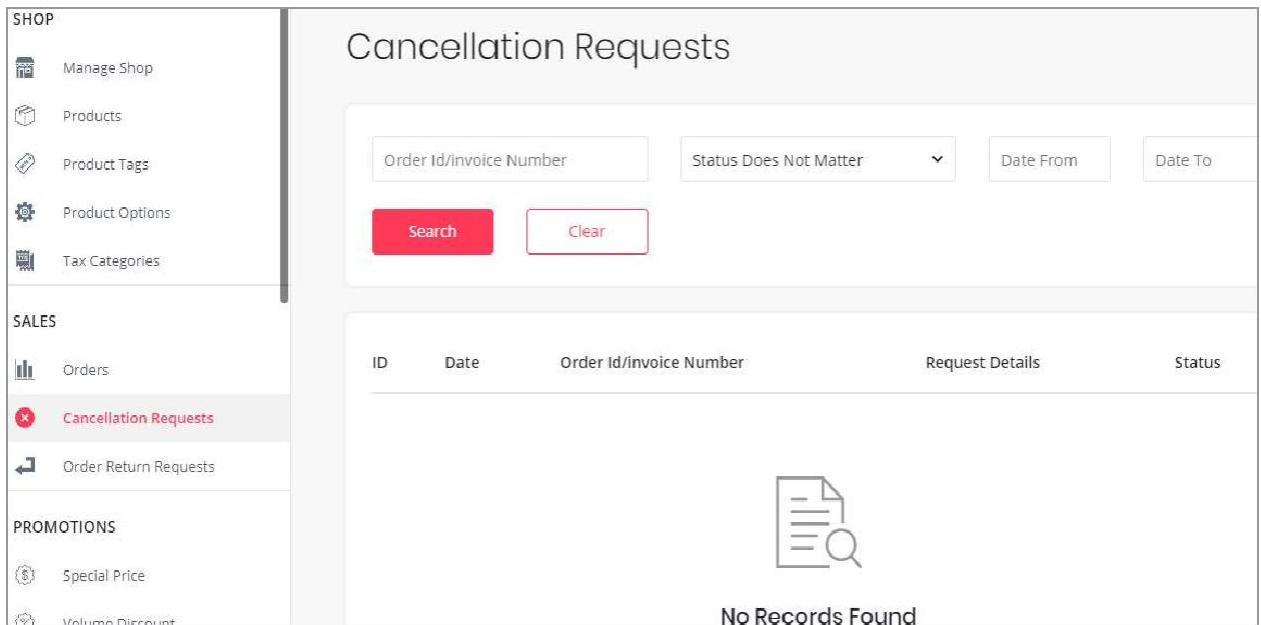 SHOP
Manage Shop
Products
Product Tags
Product Options
Tax Categories
SALES
Orders
Cancellation Requests
Order Return Requests
PROMOTIONS
Special Price
Volume Discount
Cancellation Requests
Order Id/invoice Number
Status Does Not Matter
Date From
Date To
Search
Clear
ID Date Order Id/invoice Number Request Details Status
No Records Found